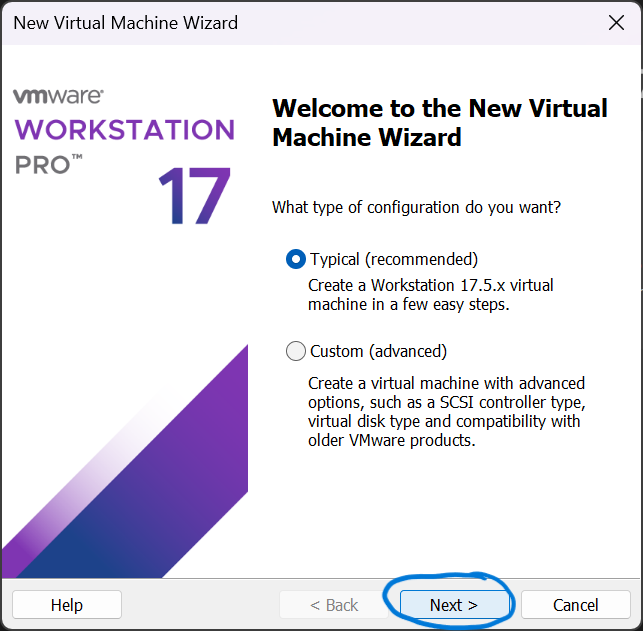 New Virtual Machine Wizard
vmware
WORKSTATION
PRO™
17
Welcome to the New Virtual
Machine Wizard
What type of configuration do you want?
Typical (recommended)
Create a Workstation 17.5.x virtual
machine in a few easy steps.
Custom (advanced)
Create a virtual machine with advanced
options, such as a SCSI controller type,
virtual disk type and compatibility with
older VMware products.
Help < Back Next > Cancel